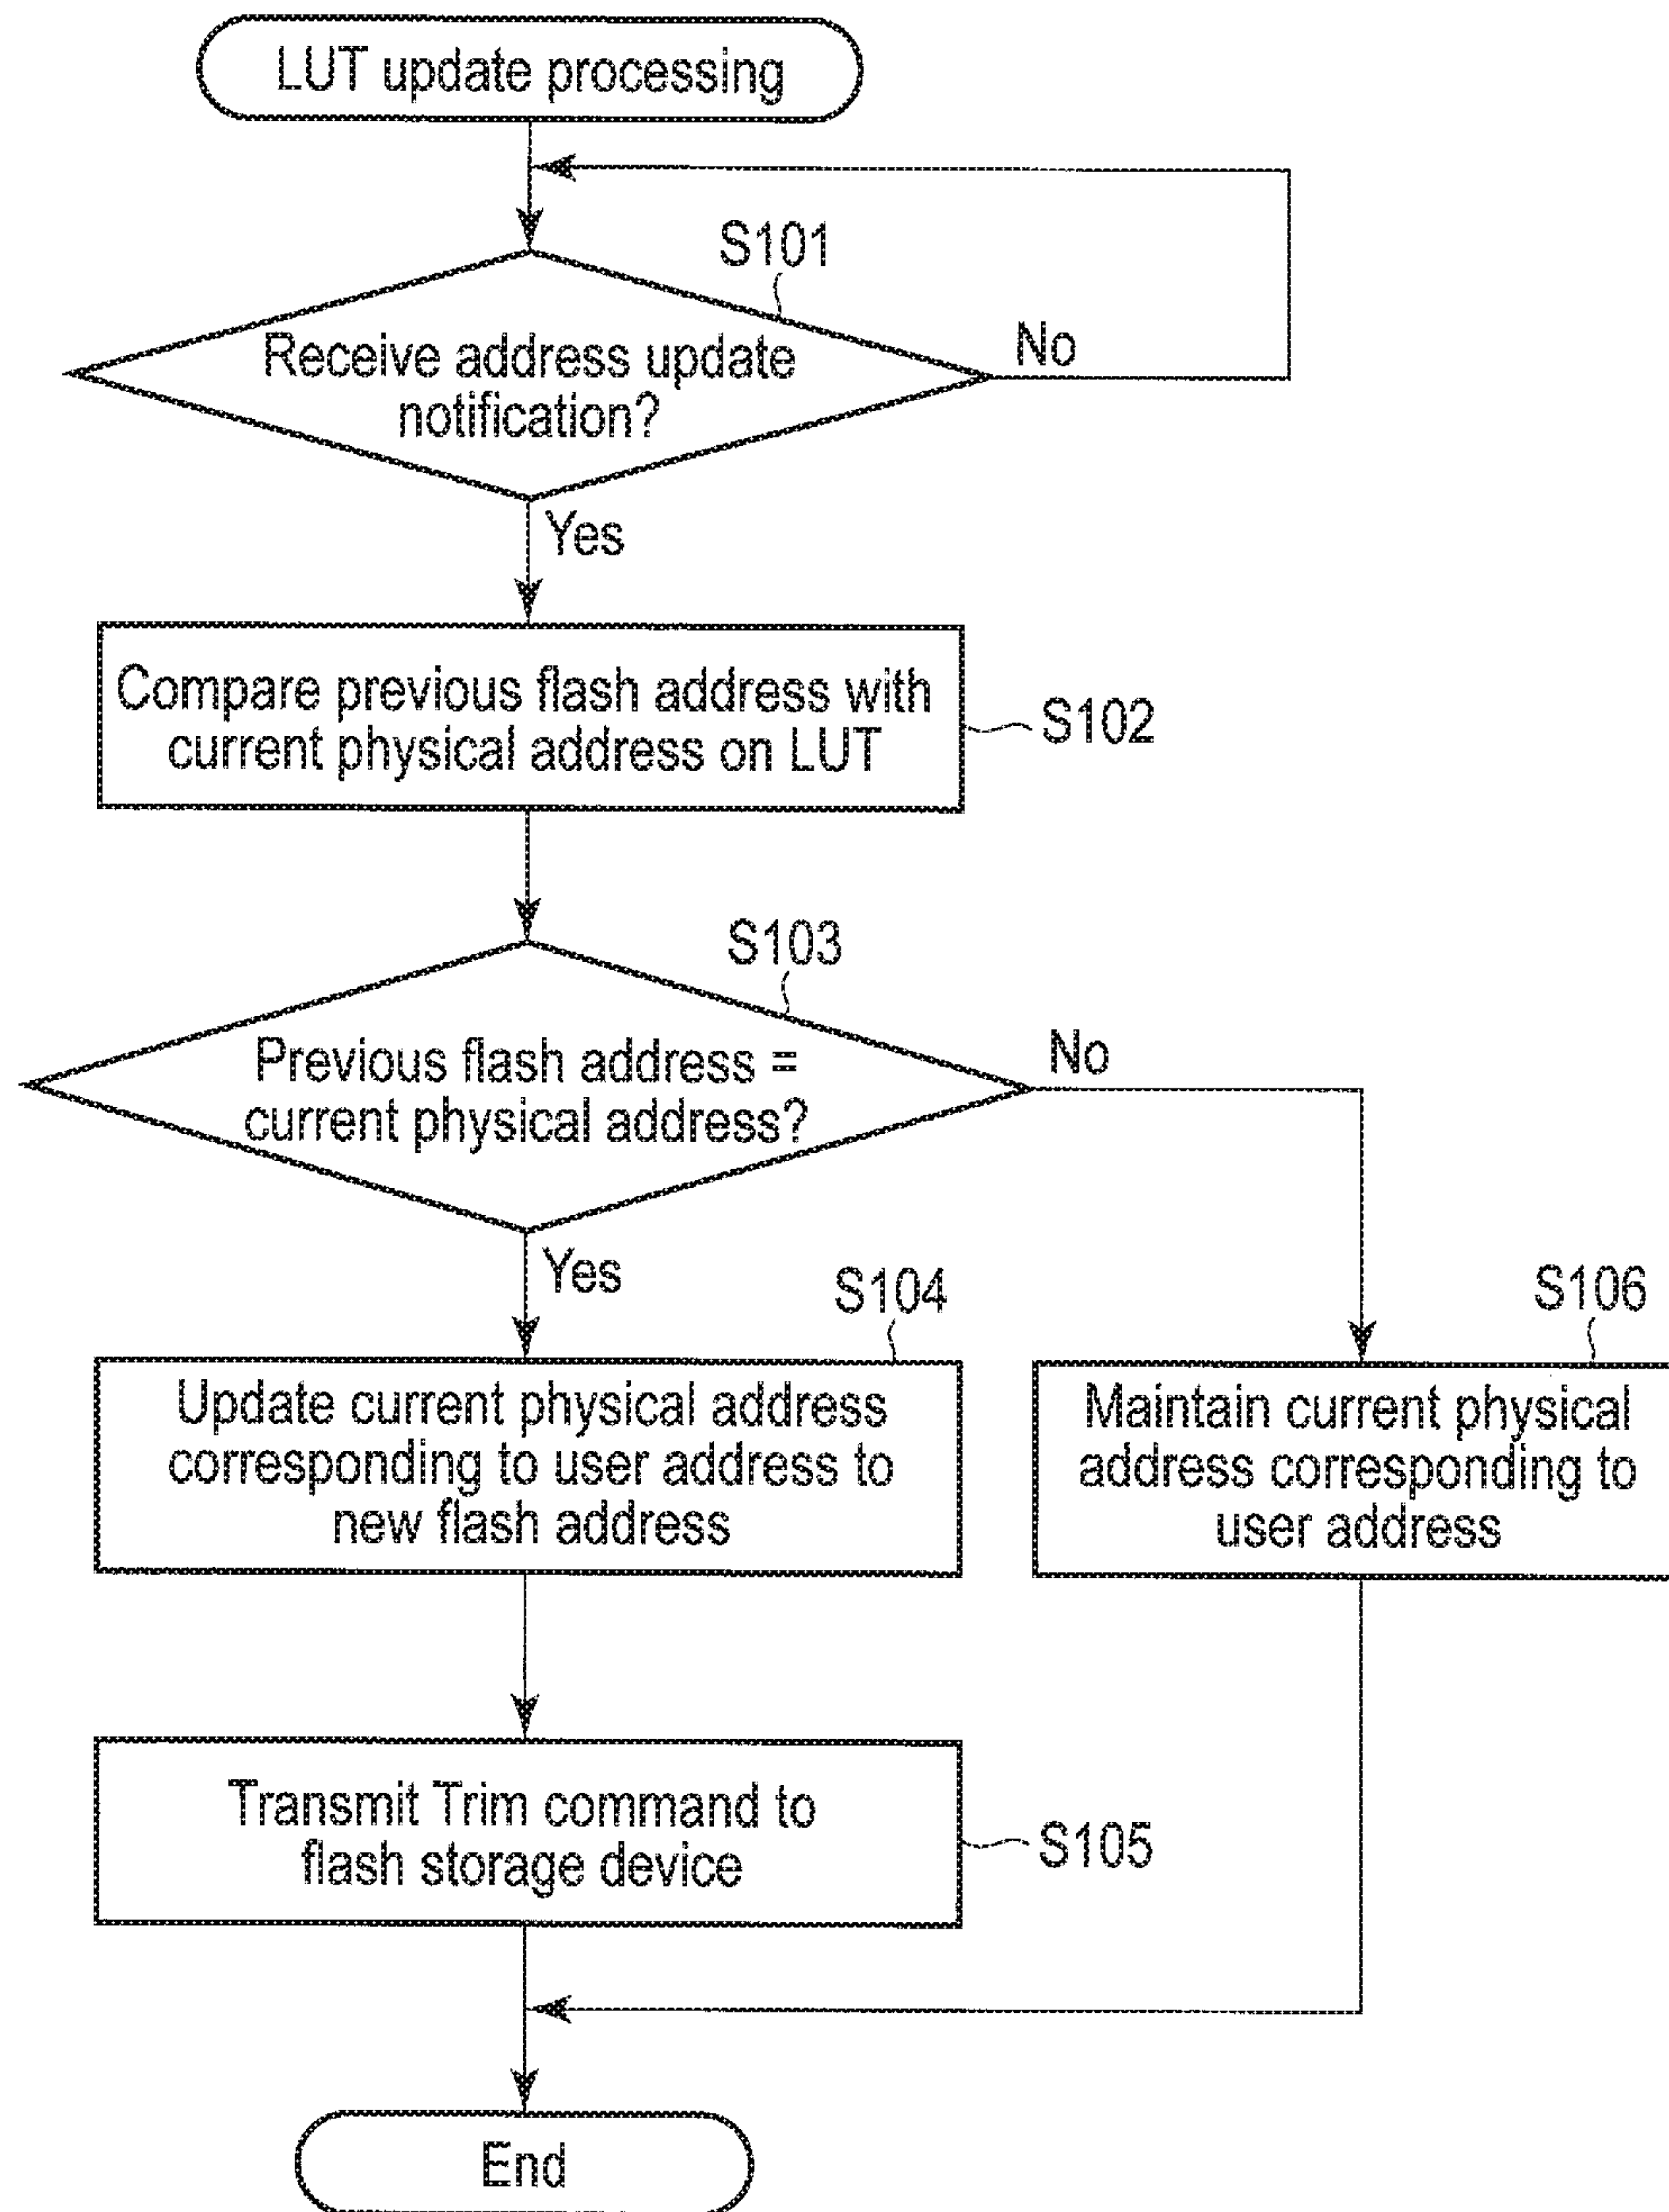 LUT update processing
S101
Receive address update
notification?
No
Yes
Compare previous flash address with
current physical address on LUT
S102
S103
Previous flash address =
current physical address?
No
Yes
S104
Update current physical address
corresponding to user address to
new flash address
S106
Maintain current physical
address corresponding to
user address
Transmit Trim command to
flash storage device
S105
End